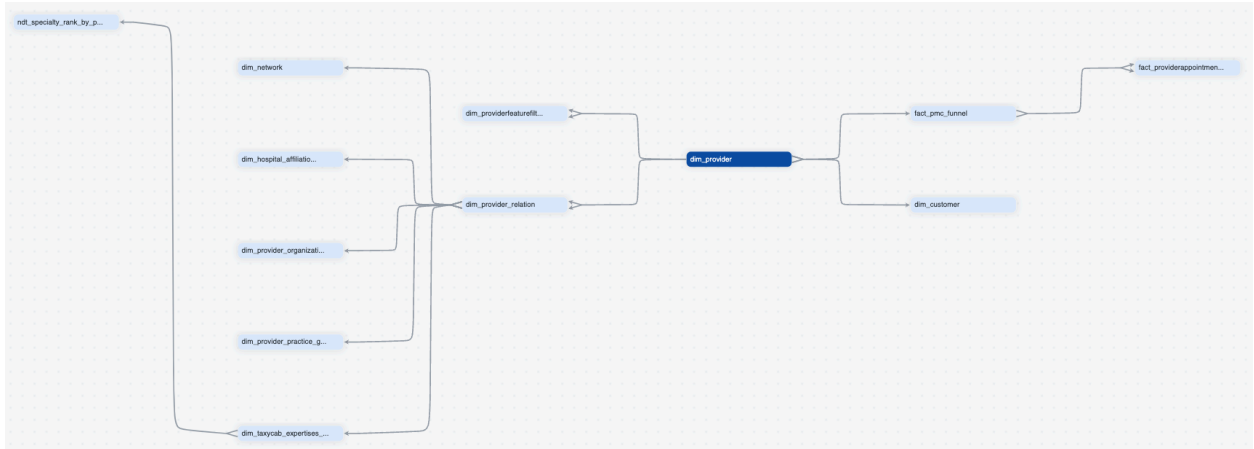 ndt_specialty_rank_by_p...
dim_network
fact_providerappointmen...
dim_providerfeaturefilt...
fact_pmc_funnel
dim_hospital_affiliatio...
dim_provider
dim_provider_relation
dim_customer
dim_provider_organizati...
dim_provider_practice_g...
dim_taxycab_expertises_...